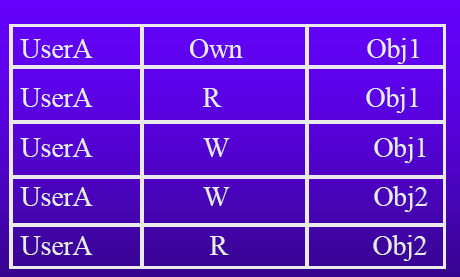 UserA Own Obj1
UserA R Obj1
UserA W Obj1
UserA W Obj2
UserA R Obj2